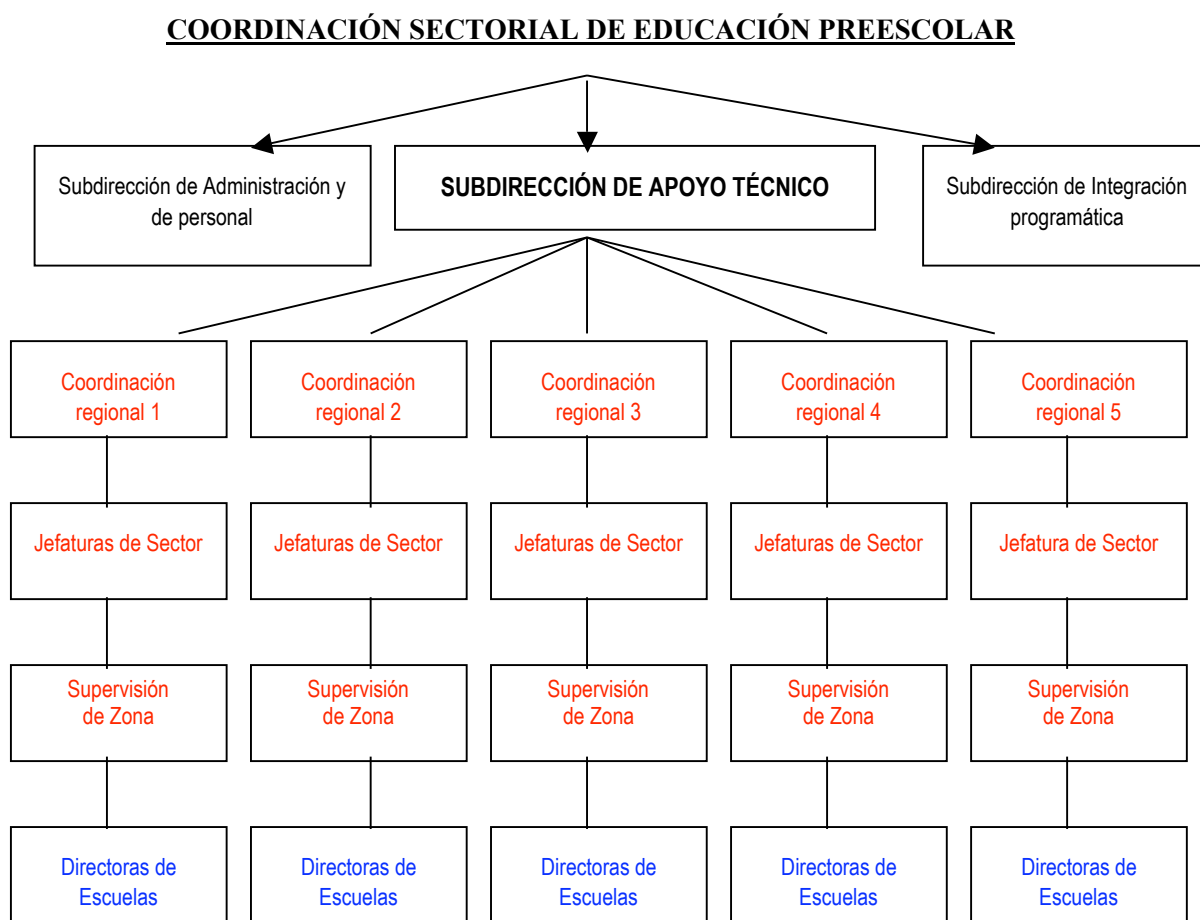 COORDINACIÓN SECTORIAL DE EDUCACIÓN PREESCOLAR
Subdirección de Administración y
de personal
SUBDIRECCIÓN DE APOYO TÉCNICO
Subdirección de Integración
programática
Coordinación
regional 1
Coordinación
regional 2
Coordinación
regional 3
Coordinación
regional 4
Coordinación
regional 5
Jefaturas de Sector
Jefaturas de Sector
Jefaturas de Sector
Jefaturas de Sector
Jefatura de Sector
Supervisión
de Zona
Supervisión
de Zona
Supervisión
de Zona
Supervisión
de Zona
Supervisión
de Zona
Directoras de
Escuelas
Directoras de
Escuelas
Directoras de
Escuelas
Directoras de
Escuelas
Directoras de
Escuelas